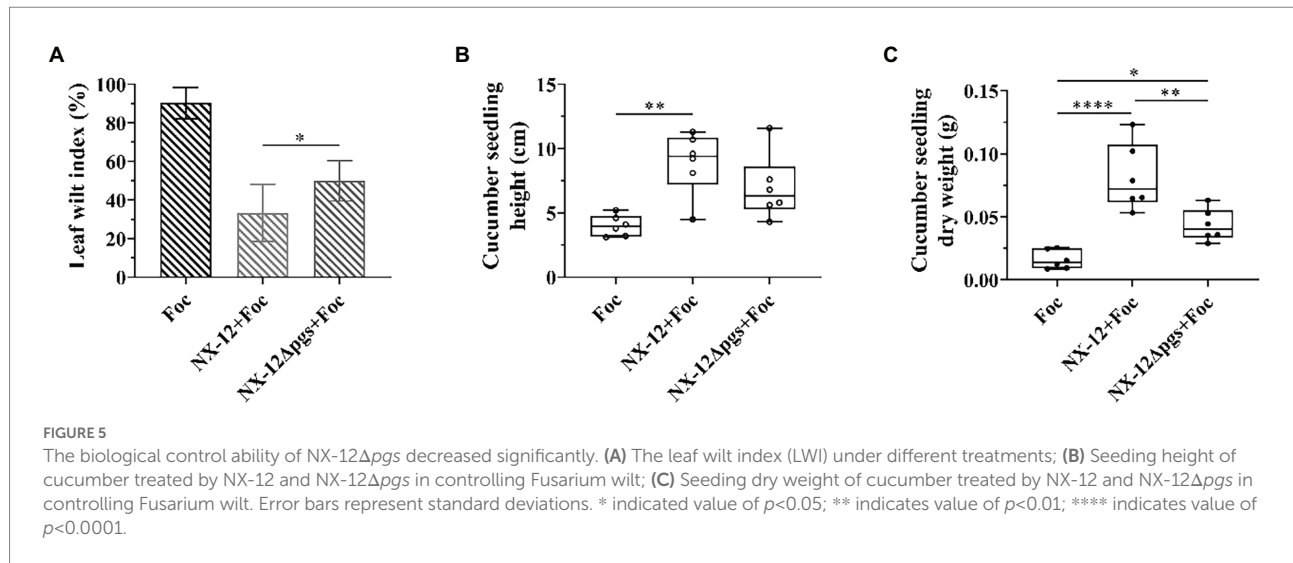 A
B
C
Leaf wilt index (%)
100
80
60
40
20
0
*
Foc
NX-12+Foc
NX-12Δpgs+Foc
Cucumber seedling
height (cm)
15
10
5
0
**
Foc
NX-12+Foc
NX-12Δpgs+Foc
Cucumber seedling
dry weight (g)
0.15
0.10
0.05
0.00
*
****
**
Foc
NX-12+Foc
NX-12Δpgs+Foc
FIGURE 5
The biological control ability of NX-12Δpgs decreased significantly. (A) The leaf wilt index (LWI) under different treatments; (B) Seeding height of
cucumber treated by NX-12 and NX-12Δpgs in controlling Fusarium wilt; (C) Seeding dry weight of cucumber treated by NX-12 and NX-12Δpgs in
controlling Fusarium wilt. Error bars represent standard deviations. * indicated value of p<0.05; ** indicates value of p<0.01; **** indicates value of
p<0.0001.